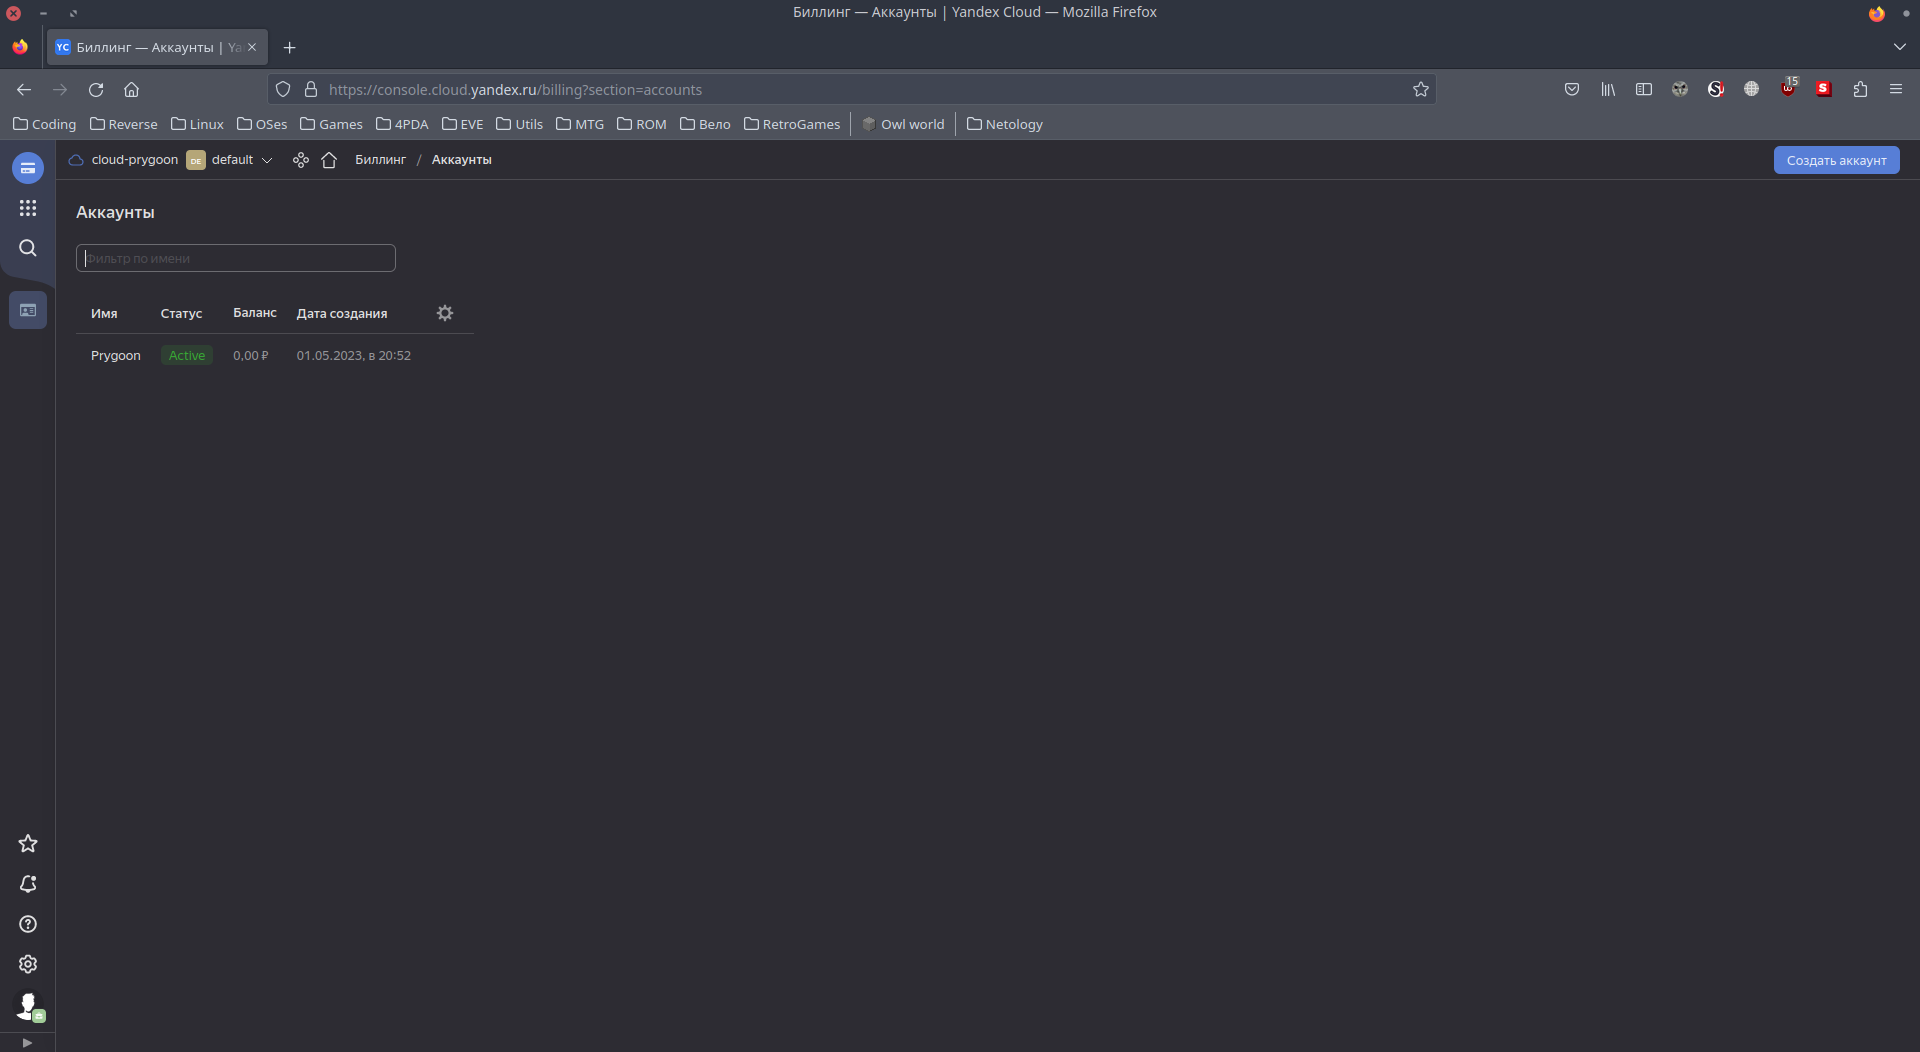 Биллинг — Аккаунты | Yandex Cloud — Mozilla Firefox
YC Биллинг — Аккаунты | Ya
https://console.cloud.yandex.ru/billing?section=accounts
15
S
Coding Reverse Linux OSes Games 4PDA EVE Utils MTG ROM Вело RetroGames Owl world Netology
cloud-prygoon DE default Биллинг / Аккаунты Создать аккаунт
Аккаунты
Фильтр по имени
Имя Статус Баланс Дата создания
Prygoon Active 0,00 ₽ 01.05.2023, в 20:52